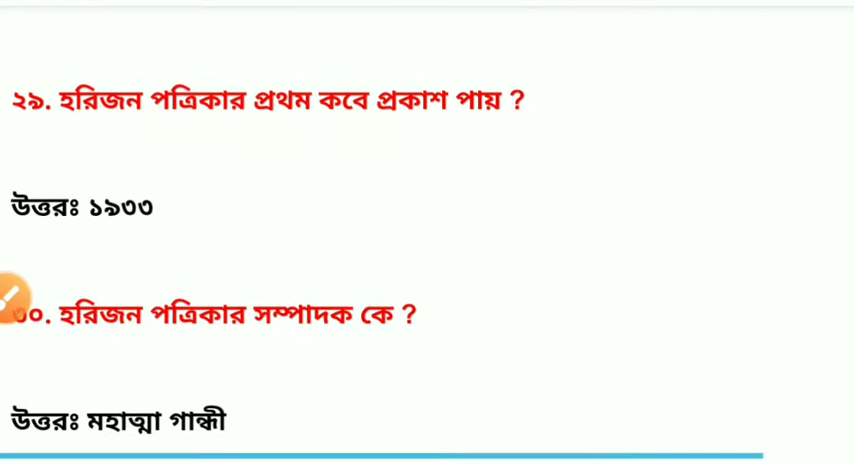 ২৯. হরিজন পত্রিকার প্রথম কবে প্রকাশ পায় ?
উত্তরঃ ১৯৩৩
৩০. হরিজন পত্রিকার সম্পাদক কে ?
উত্তরঃ মহাত্মা গান্ধী